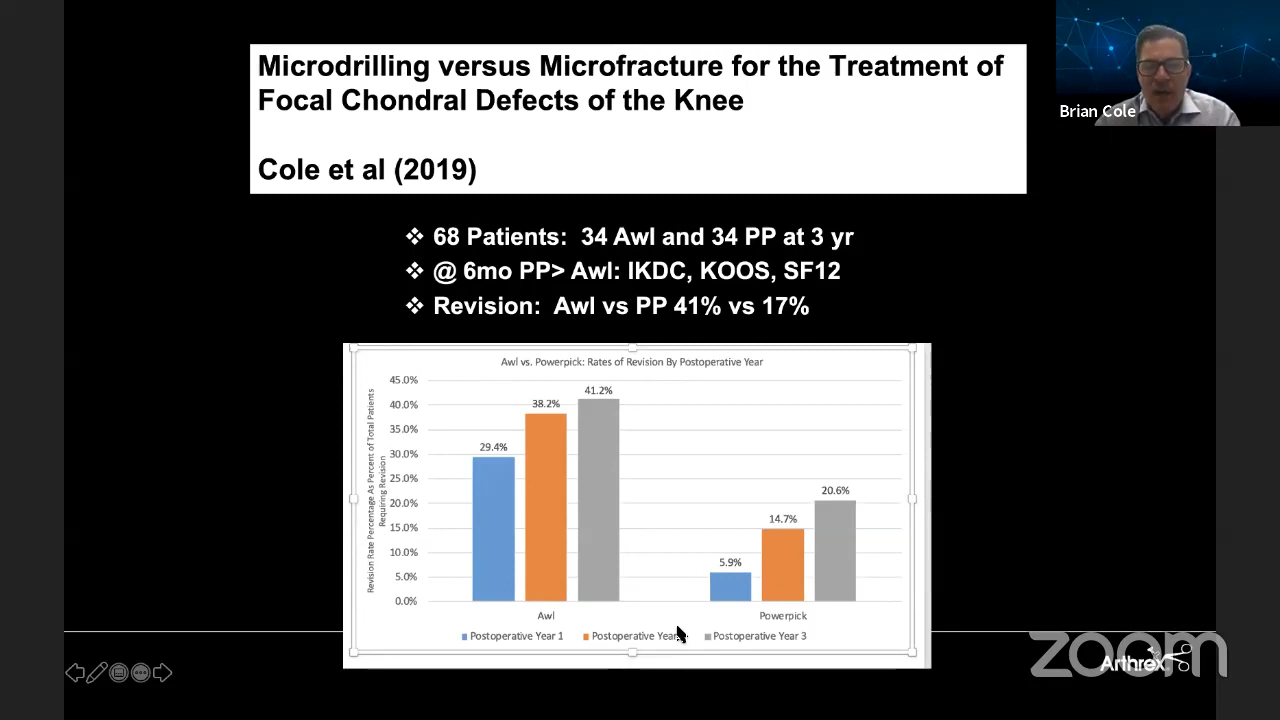 Microdrilling versus Microfracture for the Treatment of
Focal Chondral Defects of the Knee
Cole et al (2019)
Brian Cole
❖ 68 Patients: 34 Awl and 34 PP at 3 yr
❖ @ 6mo PP> Awl: IKDC, KOOS, SF12
❖ Revision: Awl vs PP 41% vs 17%
Awl vs. Powerpick: Rates of Revision By Postoperative Year
Revision Rate Percentage As Percent of Total Patients
Requiring Revision
45.0%
40.0%
35.0%
30.0%
25.0%
20.0%
15.0%
10.0%
5.0%
0.0%
29.4%
38.2%
41.2%
5.9%
14.7%
20.6%
Awl
Powerpick
Postoperative Year 1
Postoperative Year
Postoperative Year 3
zoom
Arthrex